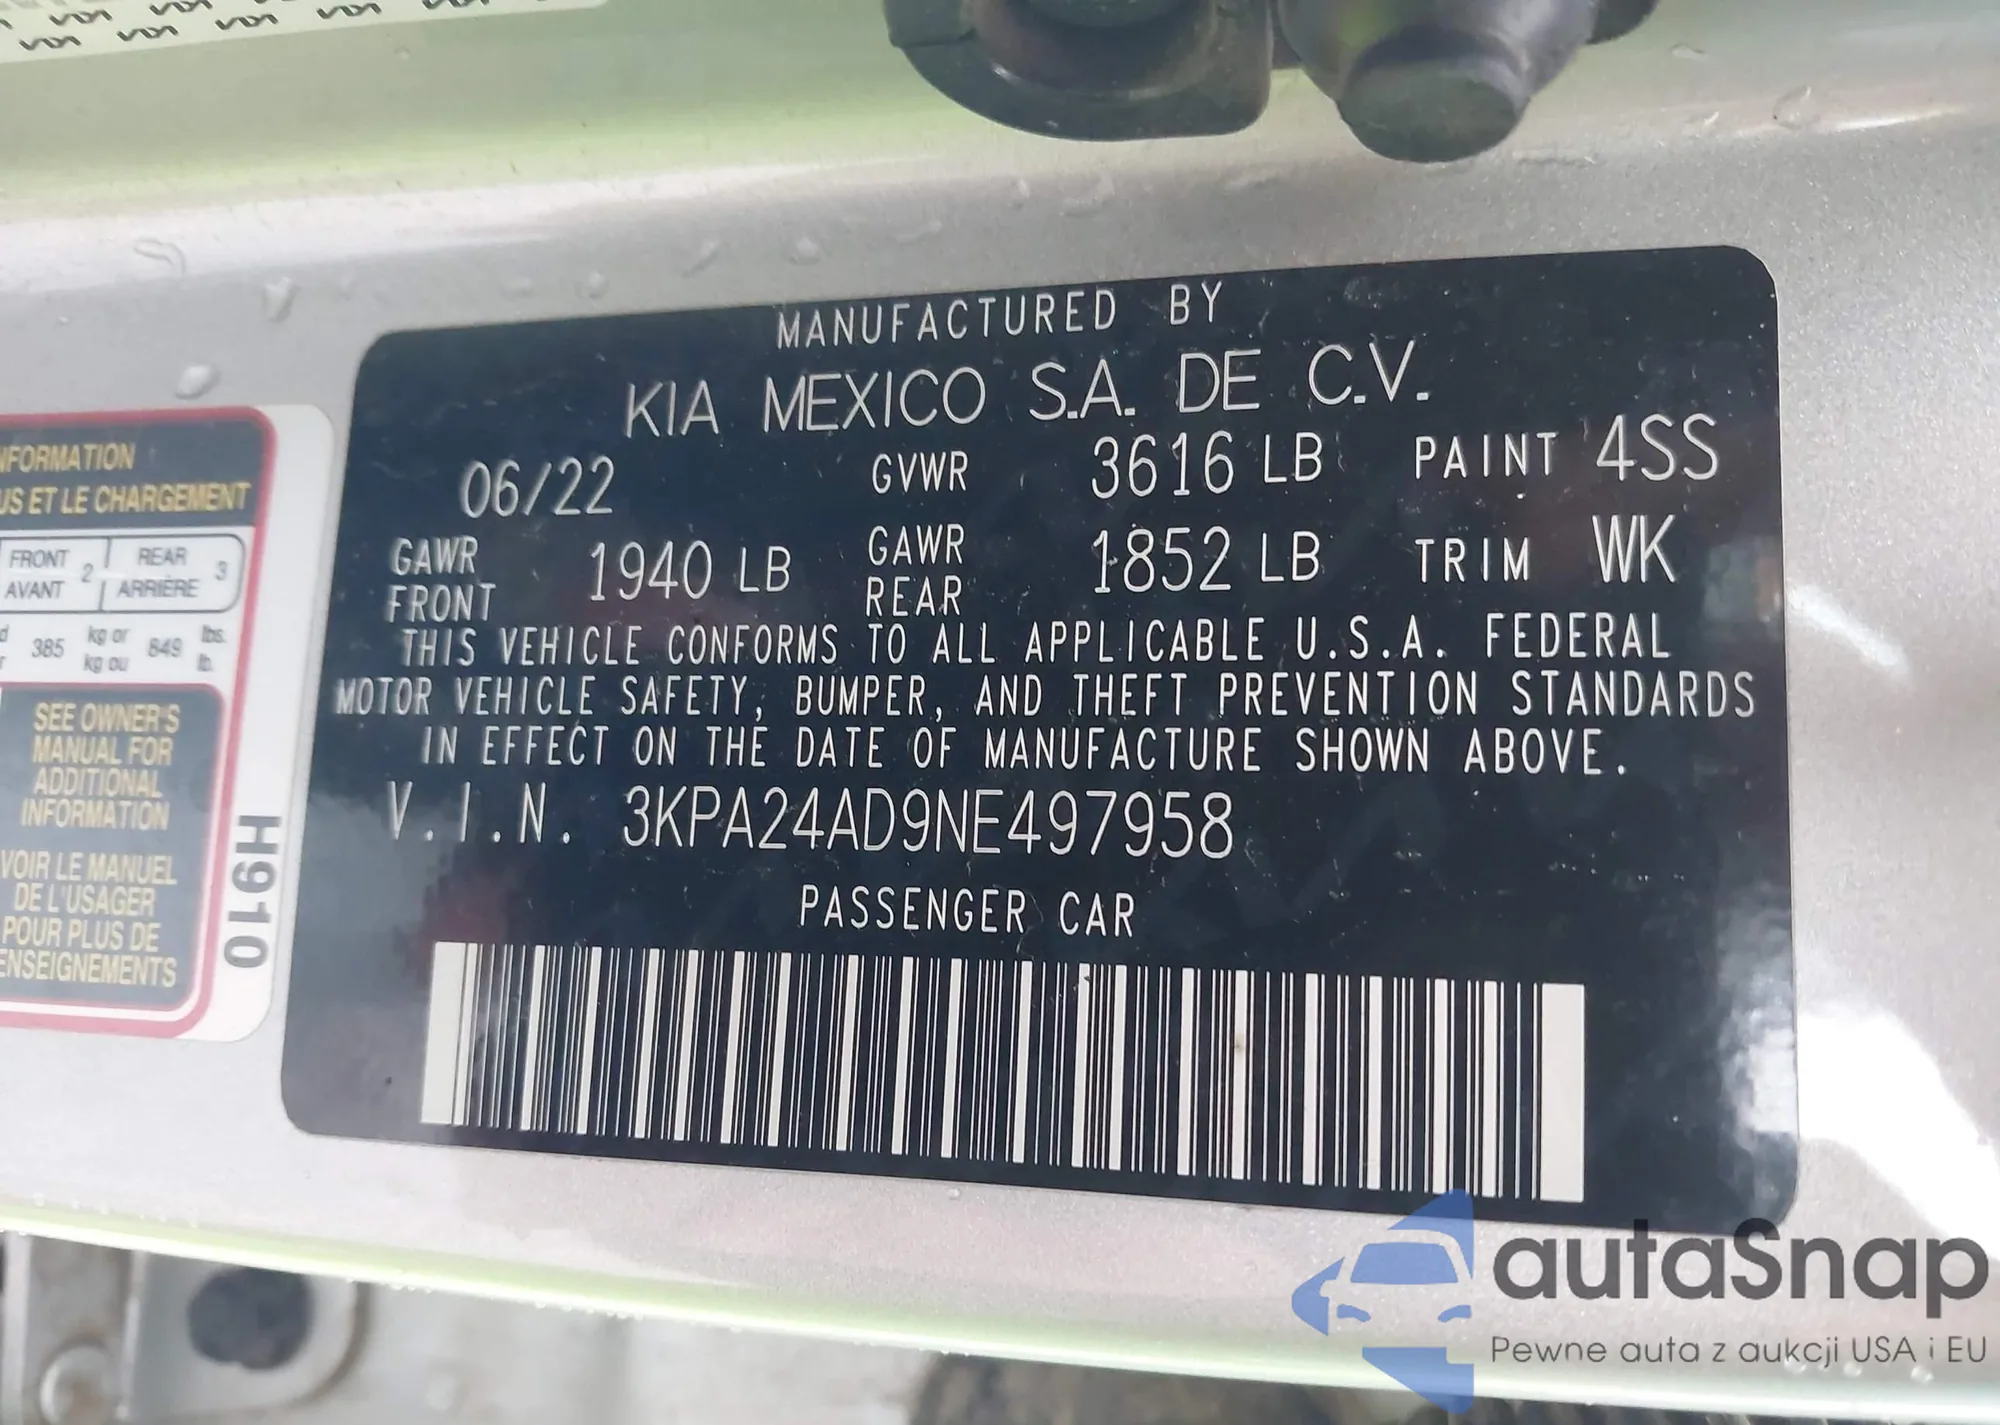 MANUFACTURED BY
KIA MEXICO S.A. DE C.V.
06/22 GVWR 3616 LB PAINT 4SS
GAWR FRONT 1940 LB GAWR REAR 1852 LB TRIM WK
THIS VEHICLE CONFORMS TO ALL APPLICABLE U.S.A. FEDERAL
MOTOR VEHICLE SAFETY, BUMPER, AND THEFT PREVENTION STANDARDS
IN EFFECT ON THE DATE OF MANUFACTURE SHOWN ABOVE.
V.I.N. 3KPA24AD9NE497958
PASSENGER CAR
ET LE CHARGEMENT
FRONT 2 REAR 3
AVANT ARRIÈRE
385 kg or 849 lbs.
kg ou lb.
SEE OWNER'S
MANUAL FOR
ADDITIONAL
INFORMATION
VOIR LE MANUEL
DE L'USAGER
POUR PLUS DE
H910
autaSnap
Pewne auta z aukcji USA i EU